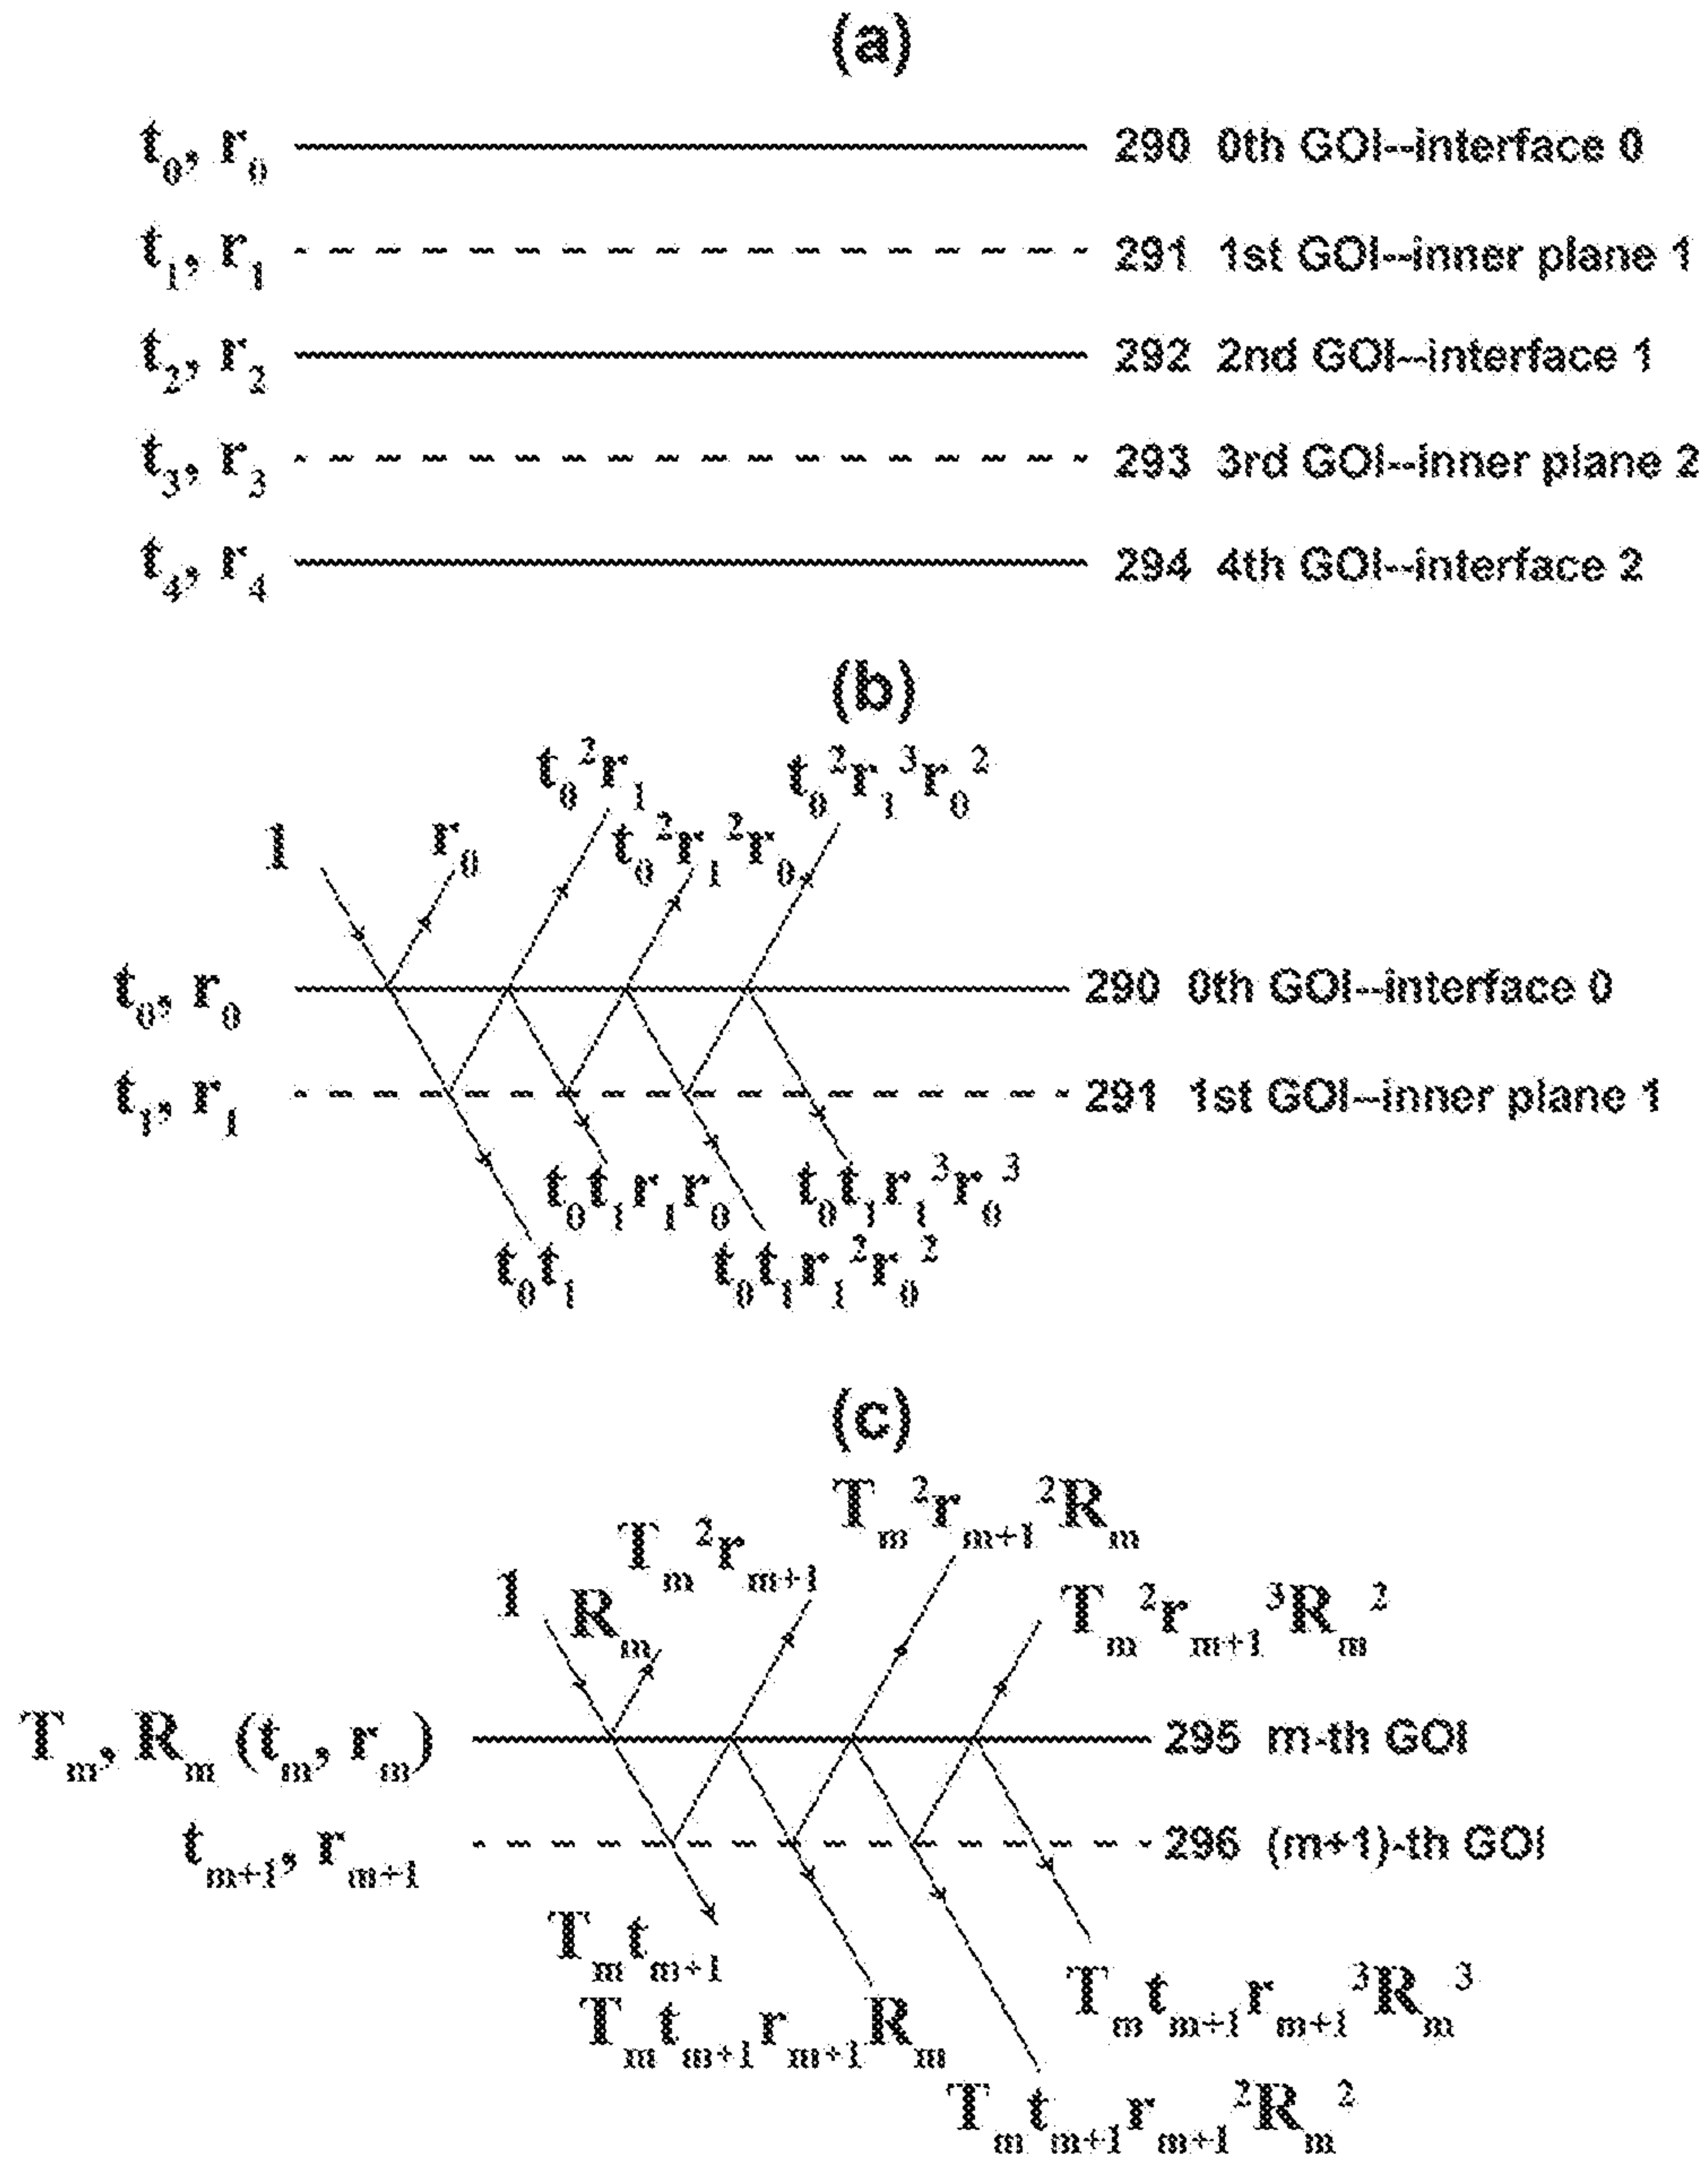 (a)
t₀, r₀ 290 0th GOI--interface 0
t₁, r₁ 291 1st GOI--inner plane 1
t₂, r₂ 292 2nd GOI--interface 1
t₃, r₃ 293 3rd GOI--inner plane 2
t₄, r₄ 294 4th GOI--interface 2
(b)
t₀²r₁ t₀²r₁³r₀²
1 r₀ t₀²r₁²r₀
t₀, r₀ 290 0th GOI--interface 0
t₁, r₁ 291 1st GOI--inner plane 1
t₀t₁r₁r₀ t₀t₁r₁³r₀³
t₀t₁ t₀t₁r₁²r₀²
(c)
Tₘ²rₘ₊₁²Rₘ
Tₘ²rₘ₊₁
1 Rₘ Tₘ²rₘ₊₁³Rₘ²
Tₘ, Rₘ (tₘ, rₘ) 295 m-th GOI
tₘ₊₁, rₘ₊₁ 296 (m+1)-th GOI
Tₘtₘ₊₁
Tₘtₘ₊₁rₘ₊₁Rₘ Tₘtₘ₊₁rₘ₊₁³Rₘ³
Tₘtₘ₊₁rₘ₊₁²Rₘ²